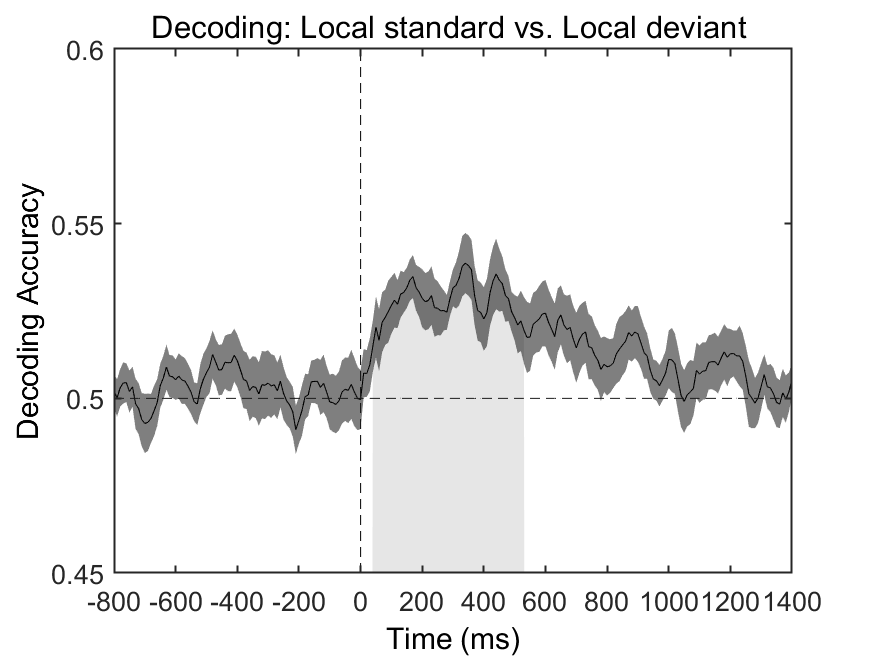 Decoding: Local standard vs. Local deviant
0.6
0.55
0.5
0.45
Decoding Accuracy
-800 -600 -400 -200 0 200 400 600 800 1000 1200 1400
Time (ms)